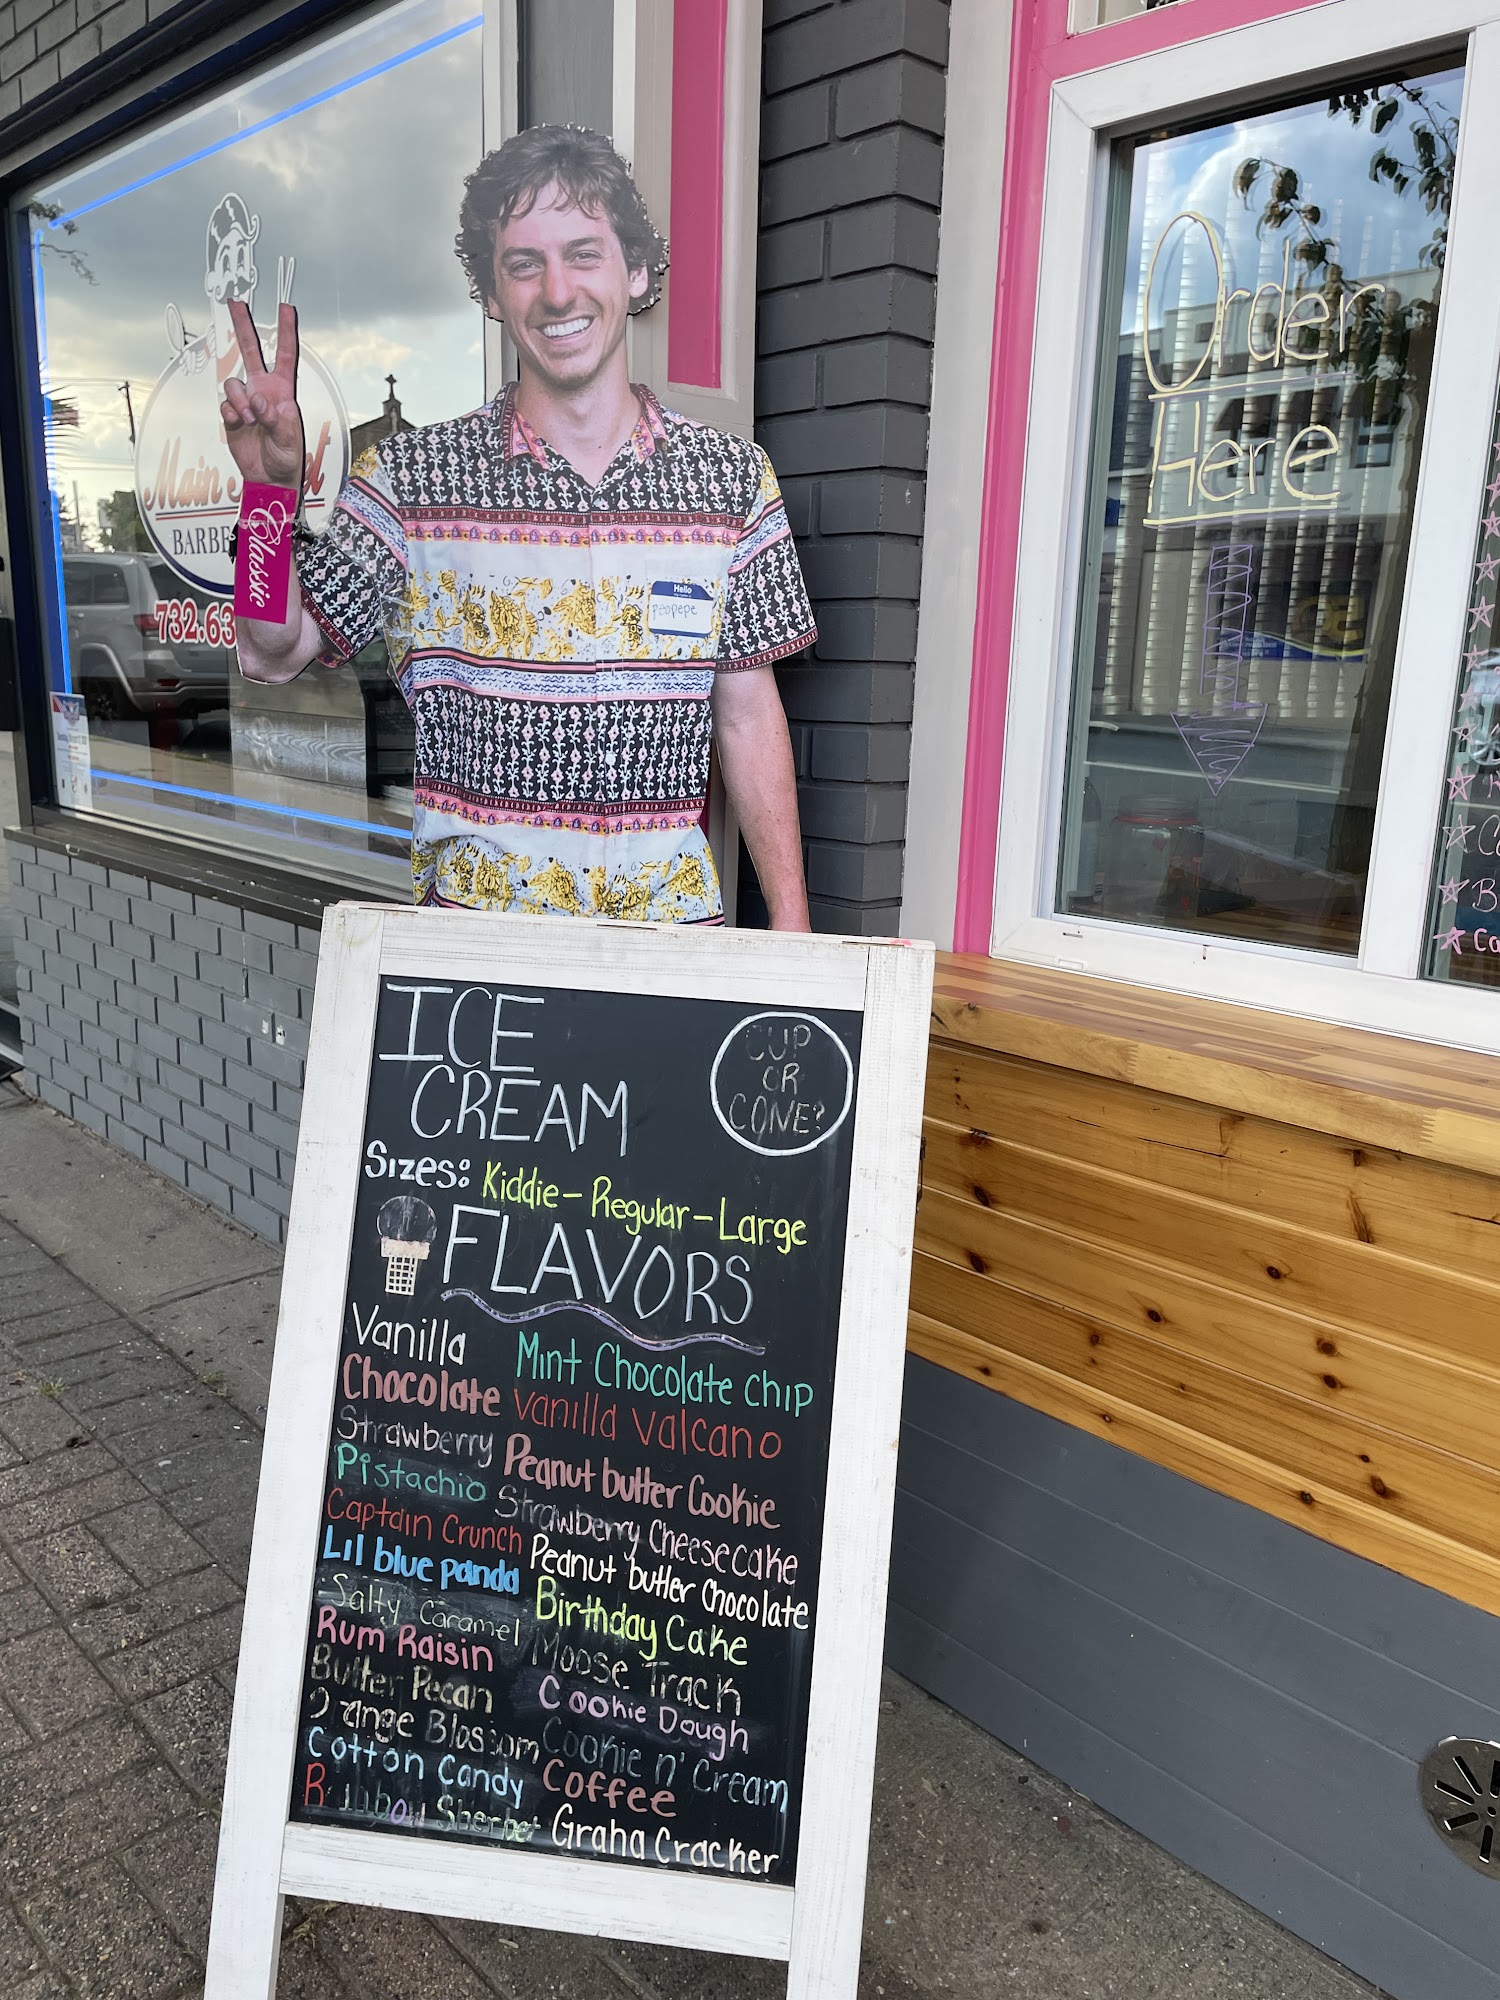 Main
BARBE
732.63
Classic
Hello
peopepe
Order
Here
ICE
CREAM
CUP
OR
CONE?
Sizes: Kiddie-Regular-Large
FLAVORS
Vanilla
Chocolate
Strawberry
Pistachio
Captain Crunch
Lil blue panda
Salty Caramel
Rum Raisin
Butter Pecan
Orange Blossom
Cotton Candy
Rainbow Sherbet
Mint Chocolate Chip
Vanilla Valcano
Peanut butter Cookie
Strawberry Cheesecake
Peanut butter Chocolate
Birthday Cake
Moose Track
Cookie Dough
Cookie n' Cream
Coffee
Graha Cracker